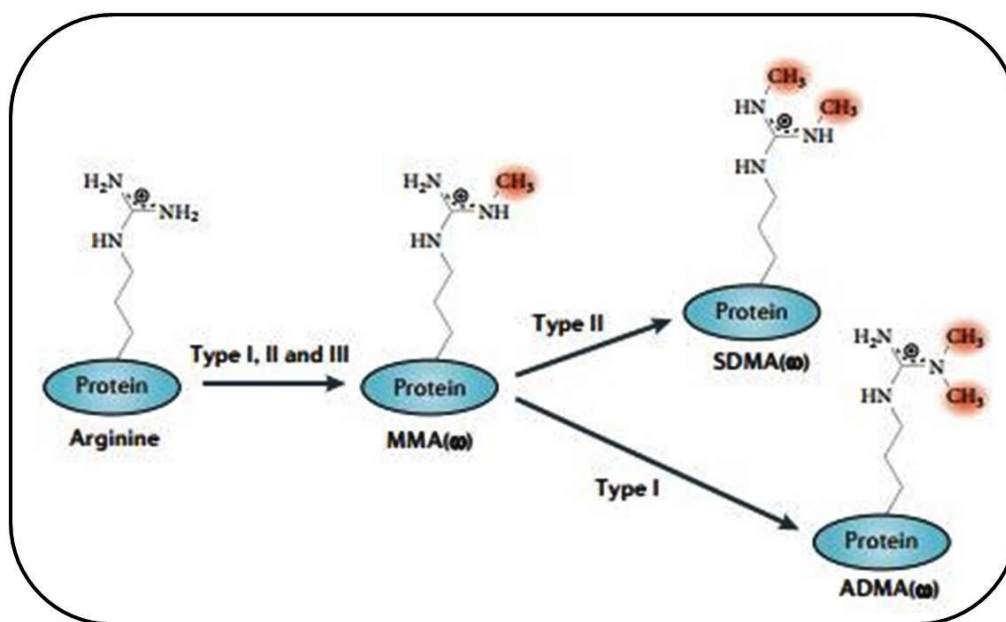 H₂N
NH₂
HN
Protein
Arginine
Type I, II and III
H₂N
CH₃
NH
HN
Protein
MMA(ω)
Type II
CH₃
HN
CH₃
NH
HN
Protein
SDMA(ω)
Type I
H₂N
CH₃
N
HN
CH₃
Protein
ADMA(ω)